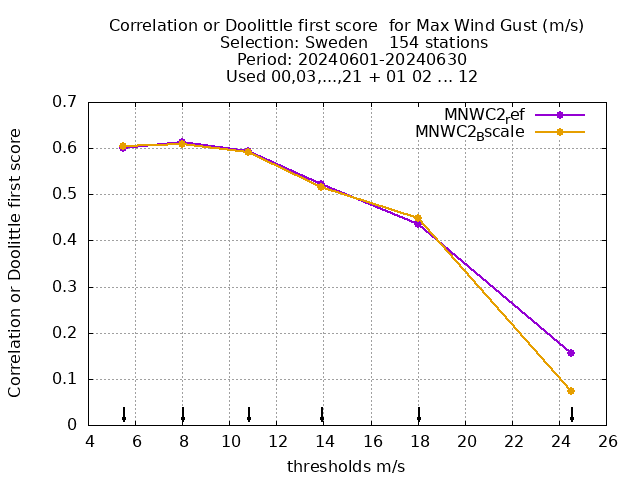 Correlation or Doolittle first score  for Max Wind Gust (m/s)
Selection: Sweden    154 stations
Period: 20240601-20240630
Used 00,03,...,21 + 01 02 ... 12
MNWC2ref
MNWC2Bscale
Correlation or Doolittle first score
0.7
0.6
0.5
0.4
0.3
0.2
0.1
0
4 6 8 10 12 14 16 18 20 22 24 26
thresholds m/s